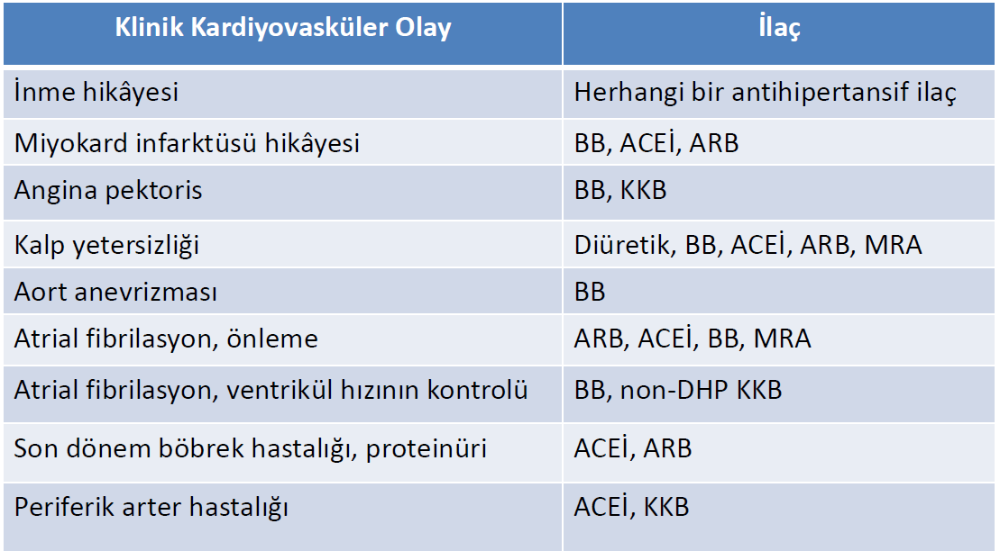 Klinik Kardiyovasküler Olay İlaç
İnme hikâyesi Herhangi bir antihipertansif ilaç
Miyokard infarktüsü hikâyesi BB, ACEİ, ARB
Angina pektoris BB, KKB
Kalp yetersizliği Diüretik, BB, ACEİ, ARB, MRA
Aort anevrizması BB
Atrial fibrilasyon, önleme ARB, ACEİ, BB, MRA
Atrial fibrilasyon, ventrikül hızının kontrolü BB, non-DHP KKB
Son dönem böbrek hastalığı, proteinüri ACEİ, ARB
Periferik arter hastalığı ACEİ, KKB